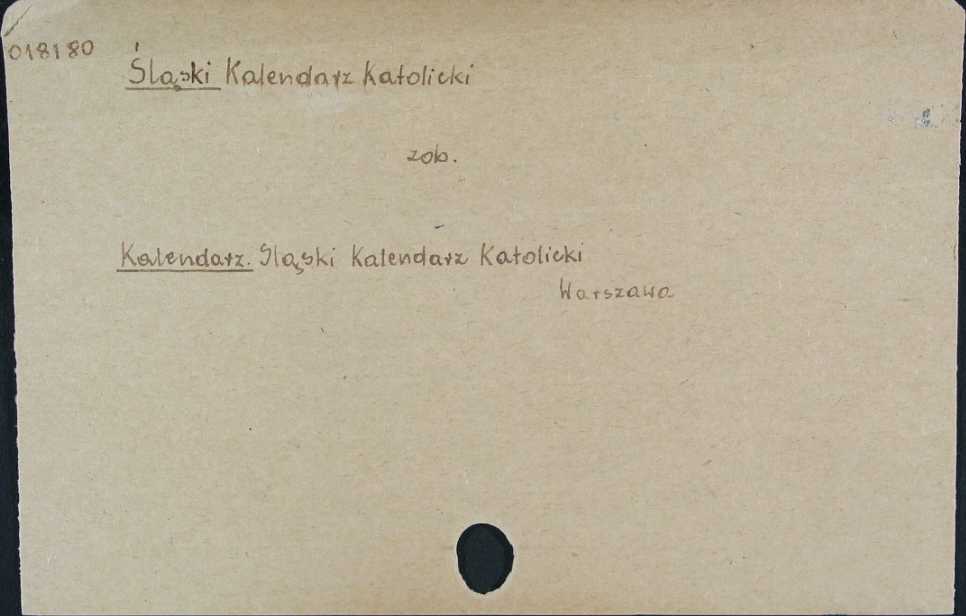 018180
Śląski Kalendarz Katolicki
zob.
Kalendarz. Śląski Kalendarz Katolicki
Warszawa